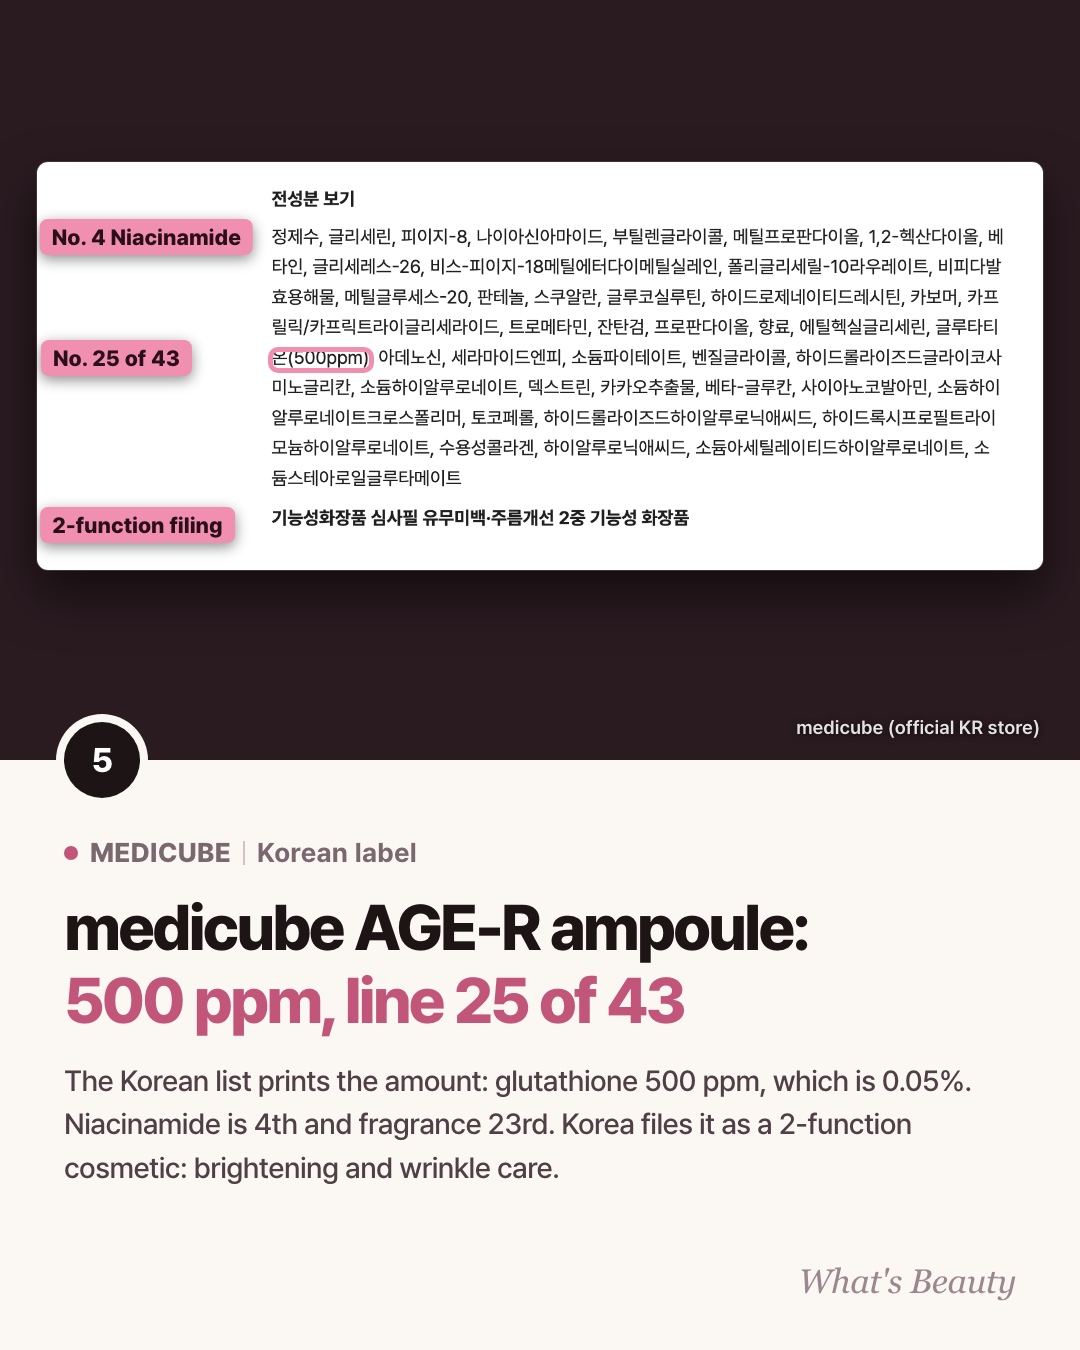 전성분 보기
No. 4 Niacinamide
정제수, 글리세린, 피이지-8, 나이아신아마이드, 부틸렌글라이콜, 메틸프로판다이올, 1,2-헥산다이올, 베
타인, 글리세레스-26, 비스-피이지-18메틸에터다이메틸실레인, 폴리글리세릴-10라우레이트, 비피다발
효용해물, 메틸글루세스-20, 판테놀, 스쿠알란, 글루코실루틴, 하이드로제네이티드레시틴, 카보머, 카프
릴릭/카프릭트라이글리세라이드, 트로메타민, 잔탄검, 프로판다이올, 향료, 에틸헥실글리세린, 글루타티
No. 25 of 43
온(500ppm) 아데노신, 세라마이드엔피, 소듐파이테이트, 벤질글라이콜, 하이드롤라이즈드글라이코사
미노글리칸, 소듐하이알루로네이트, 덱스트린, 카카오추출물, 베타-글루칸, 사이아노코발아민, 소듐하이
알루로네이트크로스폴리머, 토코페롤, 하이드롤라이즈드하이알루로닉애씨드, 하이드록시프로필트라이
모늄하이알루로네이트, 수용성콜라겐, 하이알루로닉애씨드, 소듐아세틸레이티드하이알루로네이트, 소
듐스테아로일글루타메이트
2-function filing
기능성화장품 심사필 유무미백·주름개선 2중 기능성 화장품
medicube (official KR store)
5
MEDICUBE | Korean label
medicube AGE-R ampoule:
500 ppm, line 25 of 43
The Korean list prints the amount: glutathione 500 ppm, which is 0.05%.
Niacinamide is 4th and fragrance 23rd. Korea files it as a 2-function
cosmetic: brightening and wrinkle care.
What's Beauty